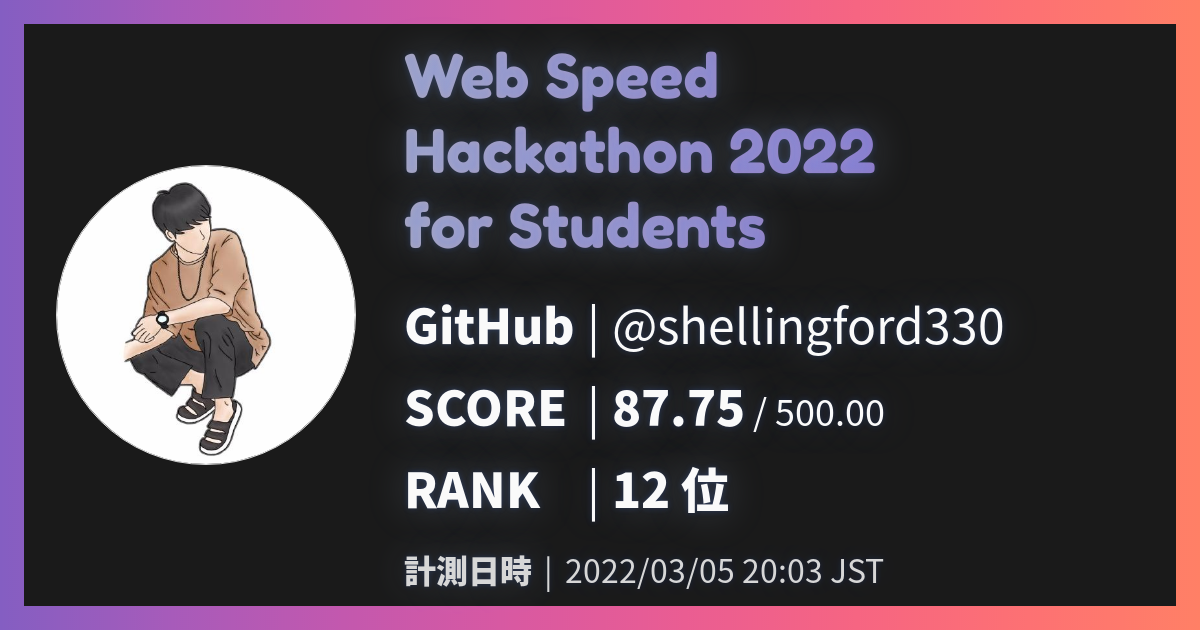 Web Speed
Hackathon 2022
for Students
GitHub | @shellingford330
SCORE | 87.75 / 500.00
RANK | 12 位
計測日時 | 2022/03/05 20:03 JST